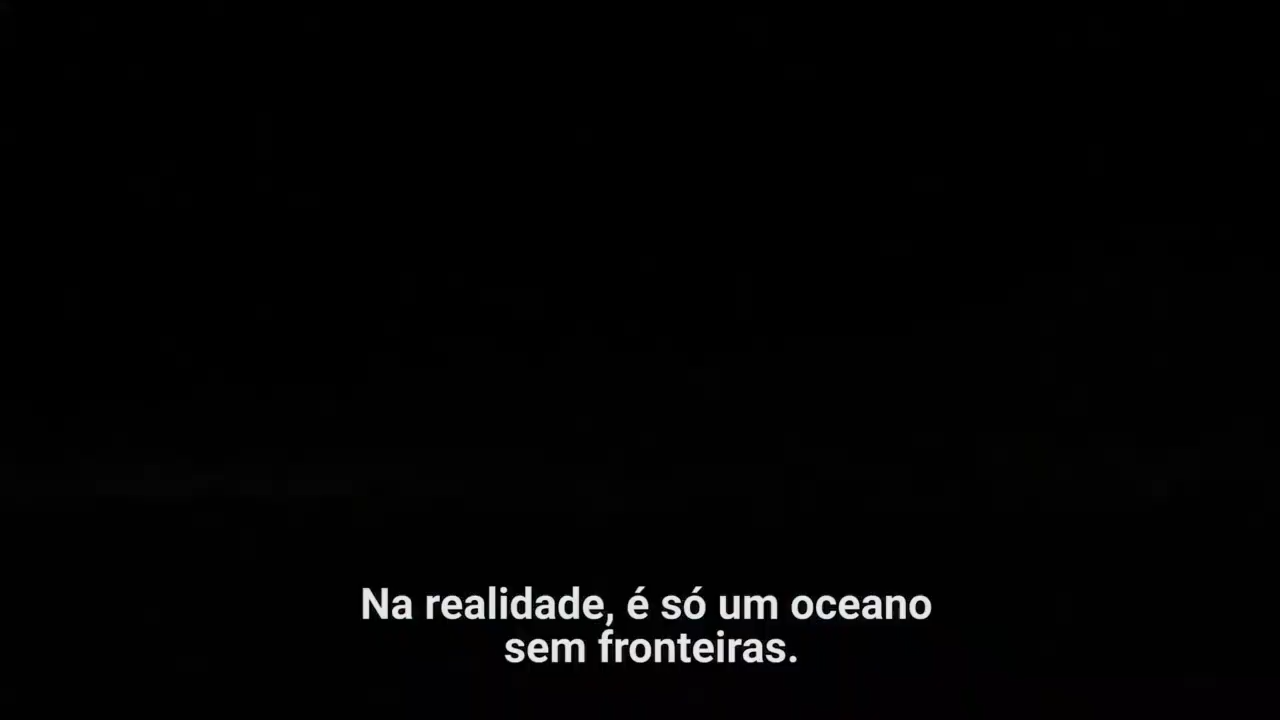 Na realidade, é só um oceano
sem fronteiras.